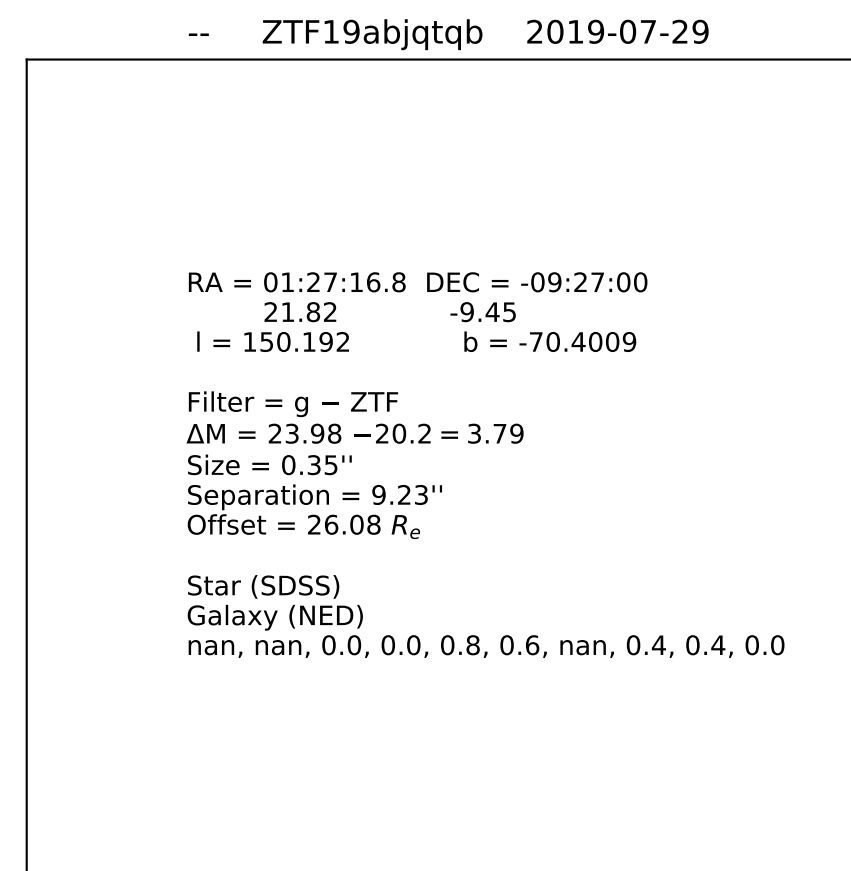 -- ZTF19abjqtqb 2019-07-29
RA = 01:27:16.8 DEC = -09:27:00
21.82 -9.45
l = 150.192 b = -70.4009
Filter = g − ZTF
ΔM = 23.98 −20.2 = 3.79
Size = 0.35''
Separation = 9.23''
Offset = 26.08 Re
Star (SDSS)
Galaxy (NED)
nan, nan, 0.0, 0.0, 0.8, 0.6, nan, 0.4, 0.4, 0.0